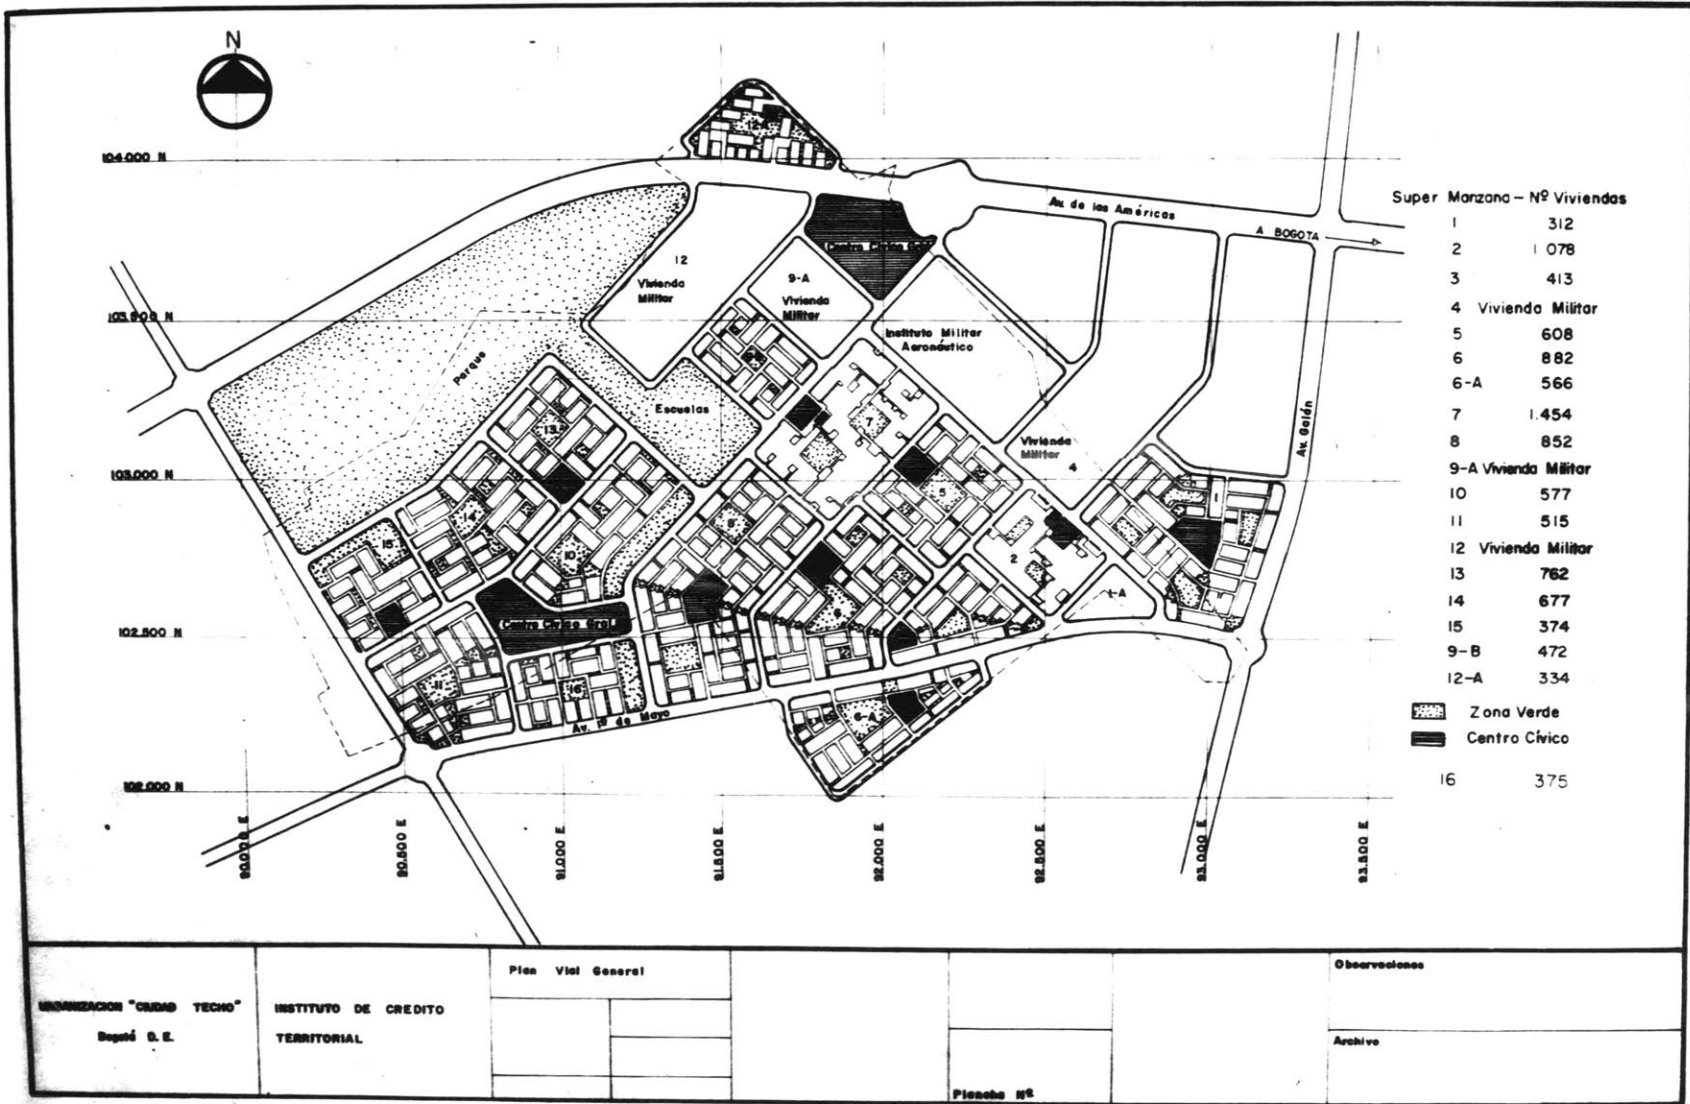 N
104.000 N
103.500 N
103.000 N
102.500 N
102.000 N
90.000 E
90.500 E
91.000 E
91.500 E
92.000 E
92.500 E
93.000 E
93.500 E
12-A
Av. de las Américas
A BOGOTA
Centro Cívico Gral
12
Vivienda
Militar
9-A
Vivienda
Militar
Instituto Militar
Aeronáutico
9-B
Parque
Escuelas
7
13
Vivienda
Militar
4
Av. Galán
5
1
14
8
15
10
2
1-A
6
Centro Cívico Gral
11
16
6-A
Av. 1º de Mayo
Super Manzana - Nº Viviendas
1 312
2 1 078
3 413
4 Vivienda Militar
5 608
6 882
6-A 566
7 1.454
8 852
9-A Vivienda Militar
10 577
11 515
12 Vivienda Militar
13 762
14 677
15 374
9-B 472
12-A 334
Zona Verde
Centro Cívico
16 375
URBANIZACION "CIUDAD TECHO"
Bogotá D. E.
INSTITUTO DE CREDITO
TERRITORIAL
Plan Vial General
Plancha Nº
Observaciones
Archivo